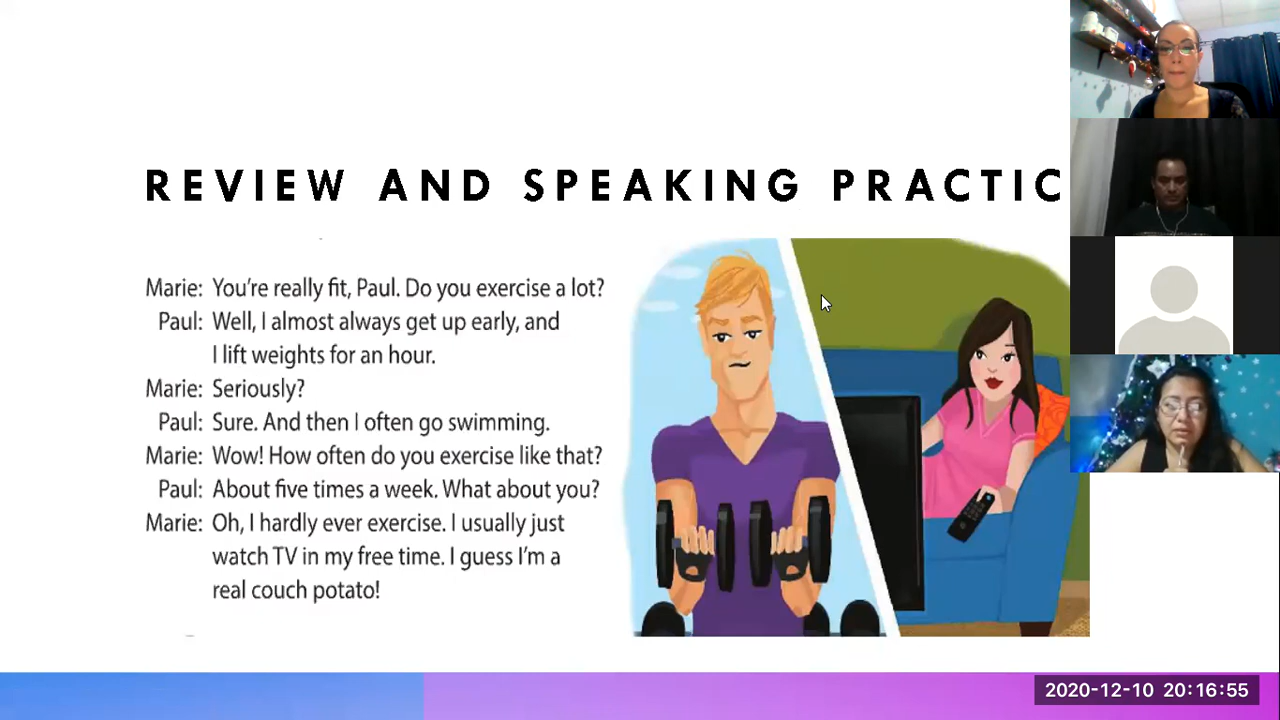 REVIEW AND SPEAKING PRACTIC
Marie: You're really fit, Paul. Do you exercise a lot?
Paul: Well, I almost always get up early, and
I lift weights for an hour.
Marie: Seriously?
Paul: Sure. And then I often go swimming.
Marie: Wow! How often do you exercise like that?
Paul: About five times a week. What about you?
Marie: Oh, I hardly ever exercise. I usually just
watch TV in my free time. I guess I'm a
real couch potato!
2020-12-10 20:16:55